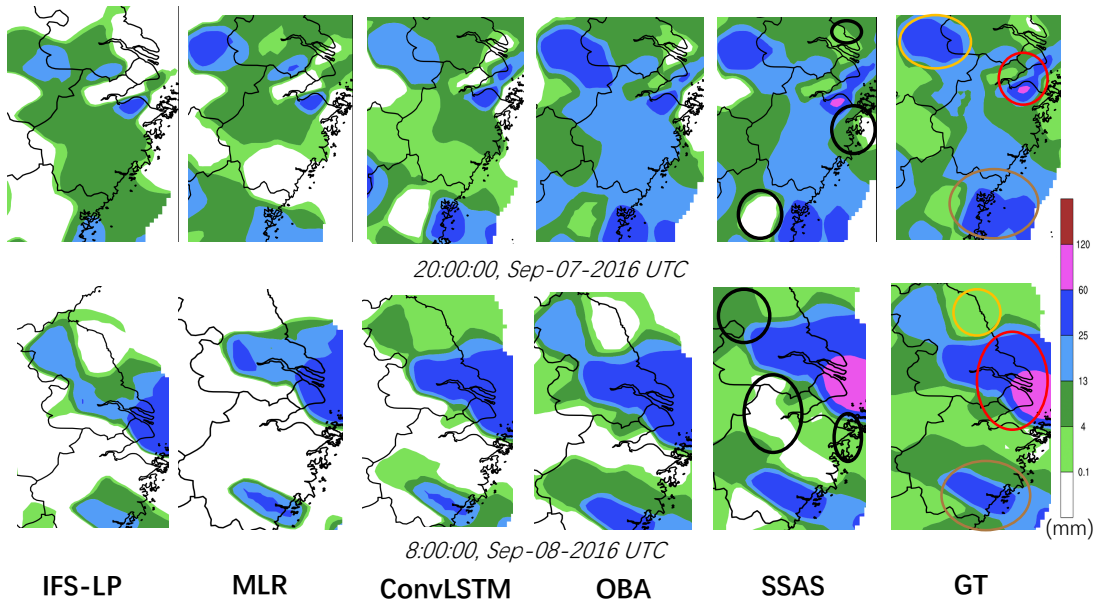 120
60
25
13
4
0.1
(mm)
20:00:00, Sep-07-2016 UTC
8:00:00, Sep-08-2016 UTC
IFS-LP MLR ConvLSTM OBA SSAS GT